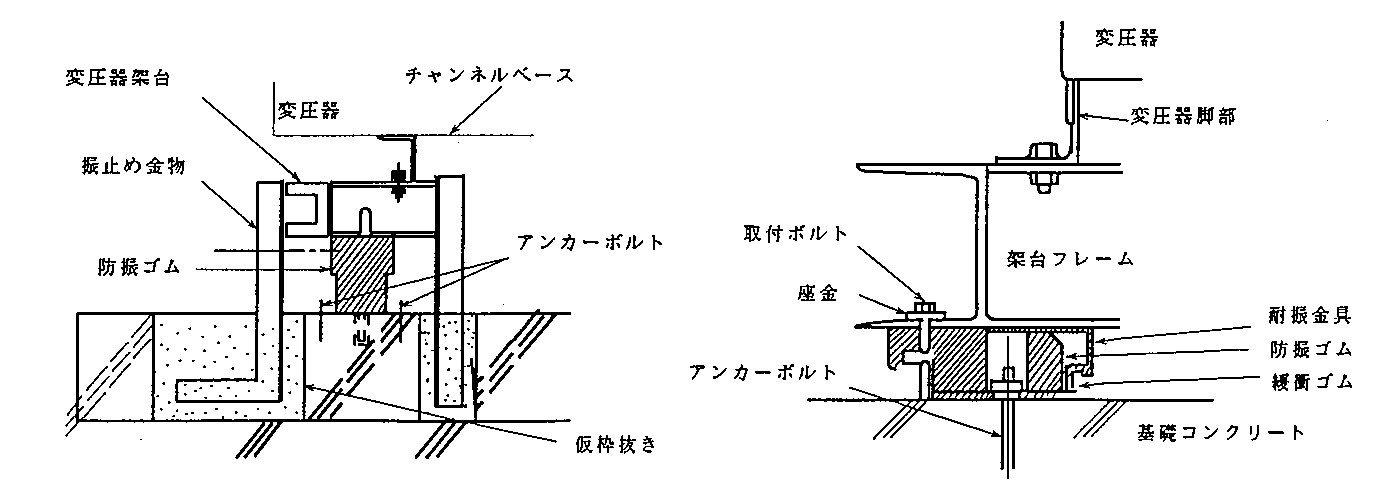 変圧器架台
チャンネルベース
変圧器
振止め金物
アンカーボルト
防振ゴム
仮枠抜き
変圧器
変圧器脚部
取付ボルト
架台フレーム
座金
耐振金具
防振ゴム
アンカーボルト
緩衝ゴム
基礎コンクリート